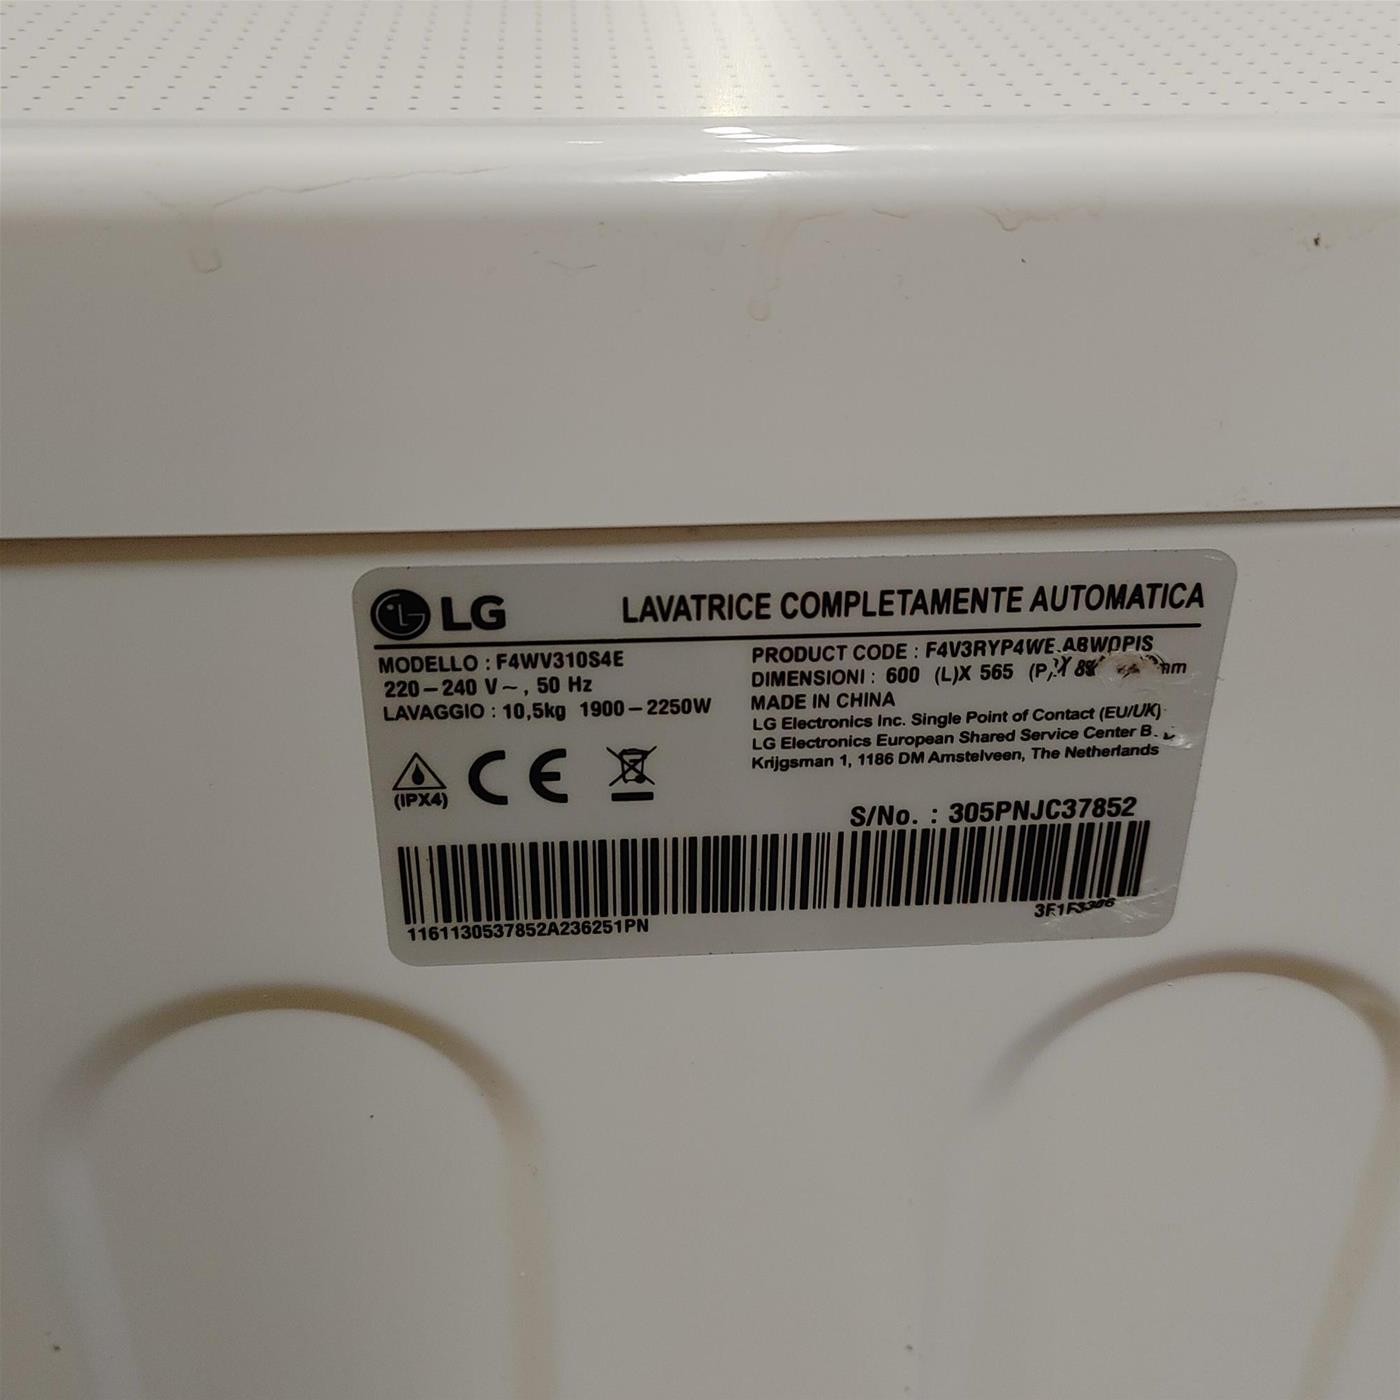 LG LAVATRICE COMPLETAMENTE AUTOMATICA
MODELLO : F4WV310S4E
220–240 V~, 50 Hz
LAVAGGIO : 10,5kg 1900–2250W
PRODUCT CODE : F4V3RYP4WE.ABWQPIS
DIMENSIONI : 600 (L)X 565 (P)X mm
MADE IN CHINA
LG Electronics Inc. Single Point of Contact (EU/UK)
LG Electronics European Shared Service Center
Krijgsman 1, 1186 DM Amstelveen, The Netherlands
(IPX4) CE
S/No. : 305PNJC37852
1161130537852A236251PN